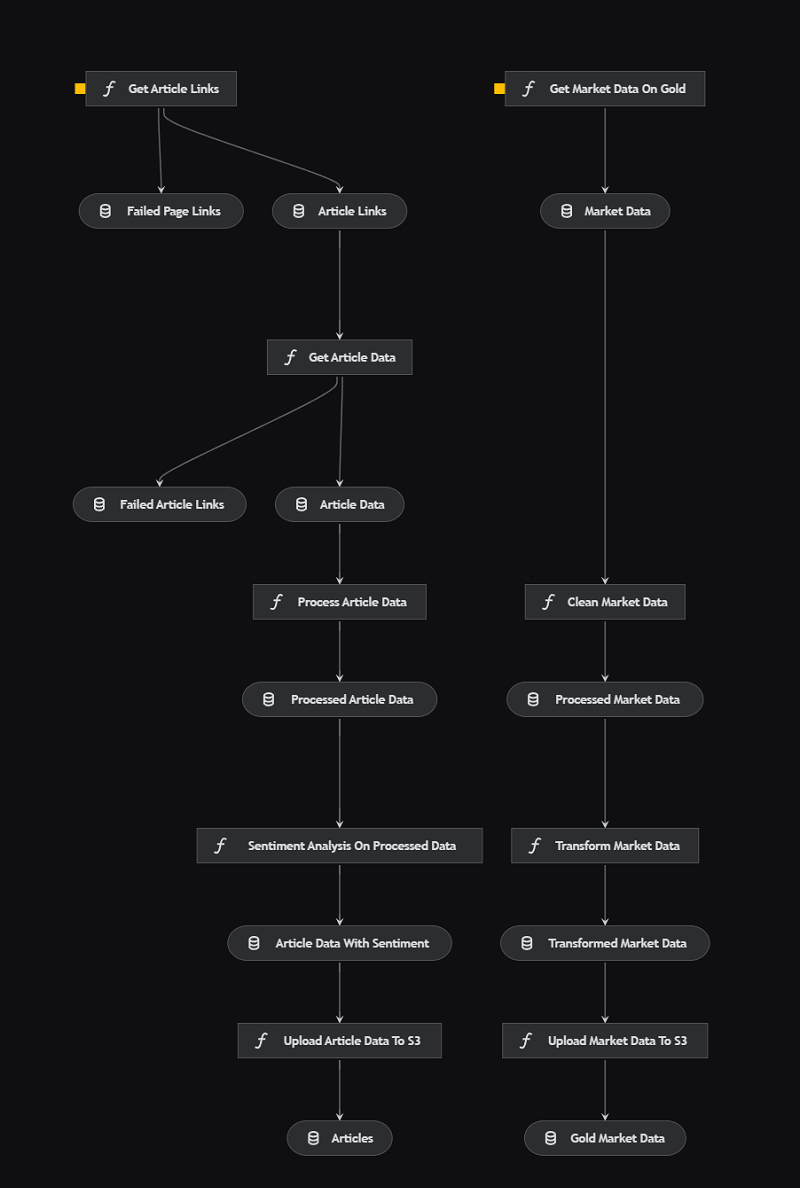 Get Article Links
Get Market Data On Gold
Failed Page Links
Article Links
Market Data
Get Article Data
Failed Article Links
Article Data
Process Article Data
Clean Market Data
Processed Article Data
Processed Market Data
Sentiment Analysis On Processed Data
Transform Market Data
Article Data With Sentiment
Transformed Market Data
Upload Article Data To S3
Upload Market Data To S3
Articles
Gold Market Data